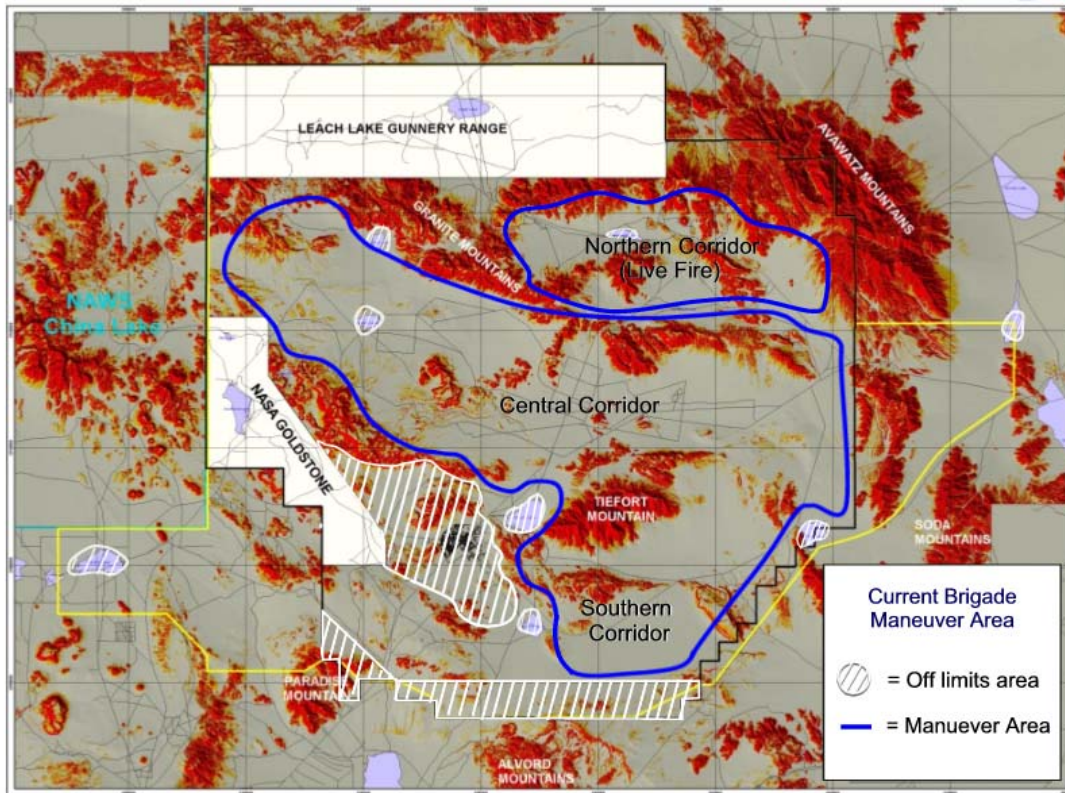 LEACH LAKE GUNNERY RANGE
AVAWATZ MOUNTAINS
GRANITE MOUNTAINS
Northern Corridor
(Live Fire)
NAWS
China Lake
NASA GOLDSTONE
Central Corridor
TIEFORT
MOUNTAIN
SODA
MOUNTAINS
Southern
Corridor
PARADISE
MOUNTAIN
ALVORD
MOUNTAINS
Current Brigade
Maneuver Area
= Off limits area
= Manuever Area